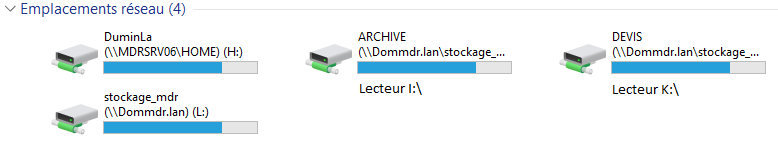 Emplacements réseau (4)
DuminLa
(\\MDRSRV06\HOME) (H:)
ARCHIVE
(\\Dommdr.lan\stockage_...
Lecteur I:\
DEVIS
(\\Dommdr.lan\stockage_...
Lecteur K:\
stockage_mdr
(\\Dommdr.lan) (L:)